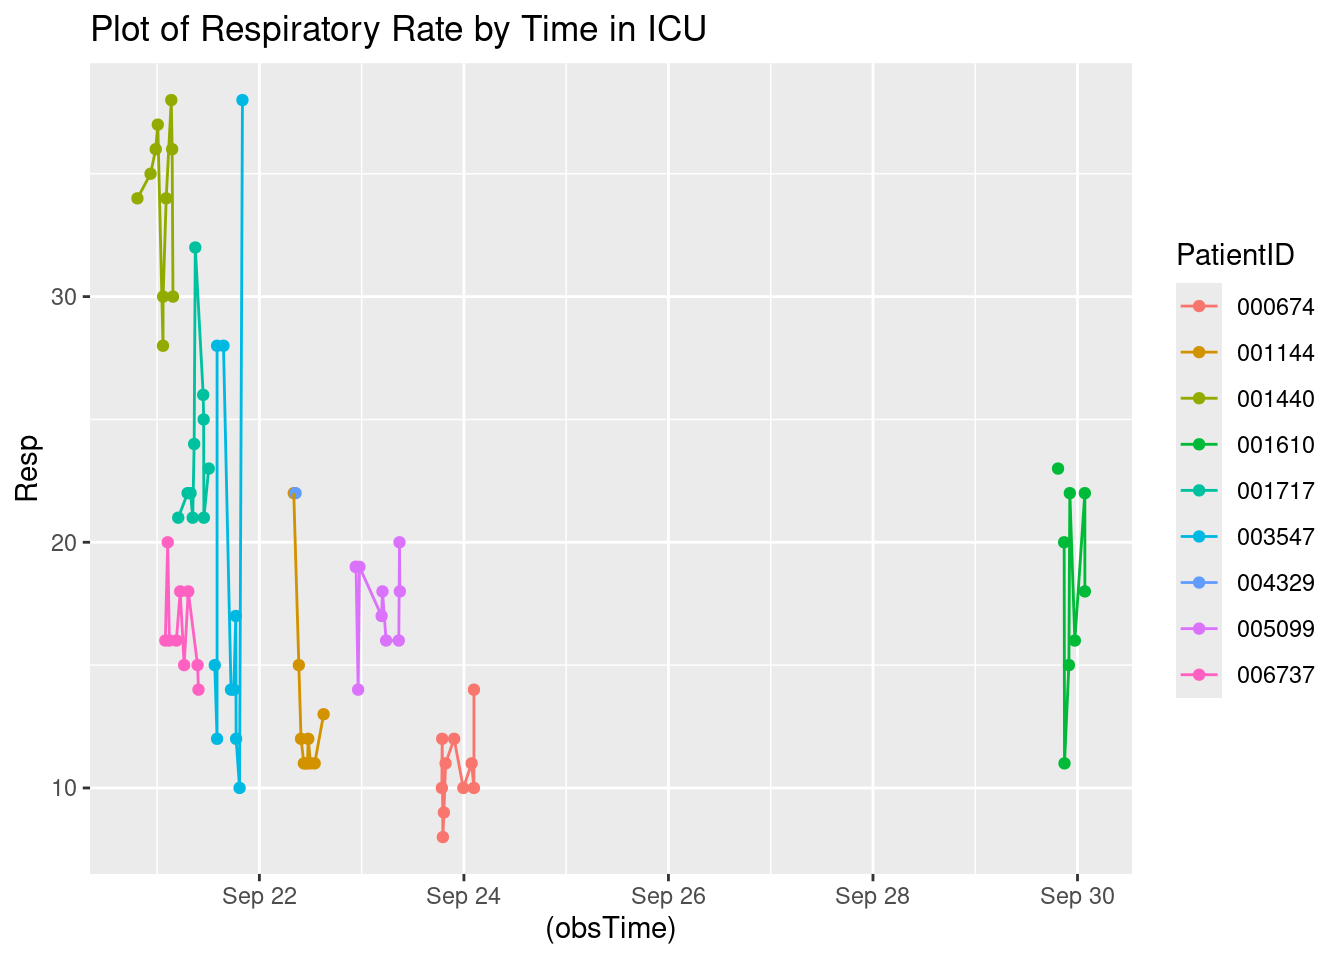 Plot of Respiratory Rate by Time in ICU
Resp
30
20
10
Sep 22
Sep 24
Sep 26
Sep 28
Sep 30
(obsTime)
PatientID
000674
001144
001440
001610
001717
003547
004329
005099
006737